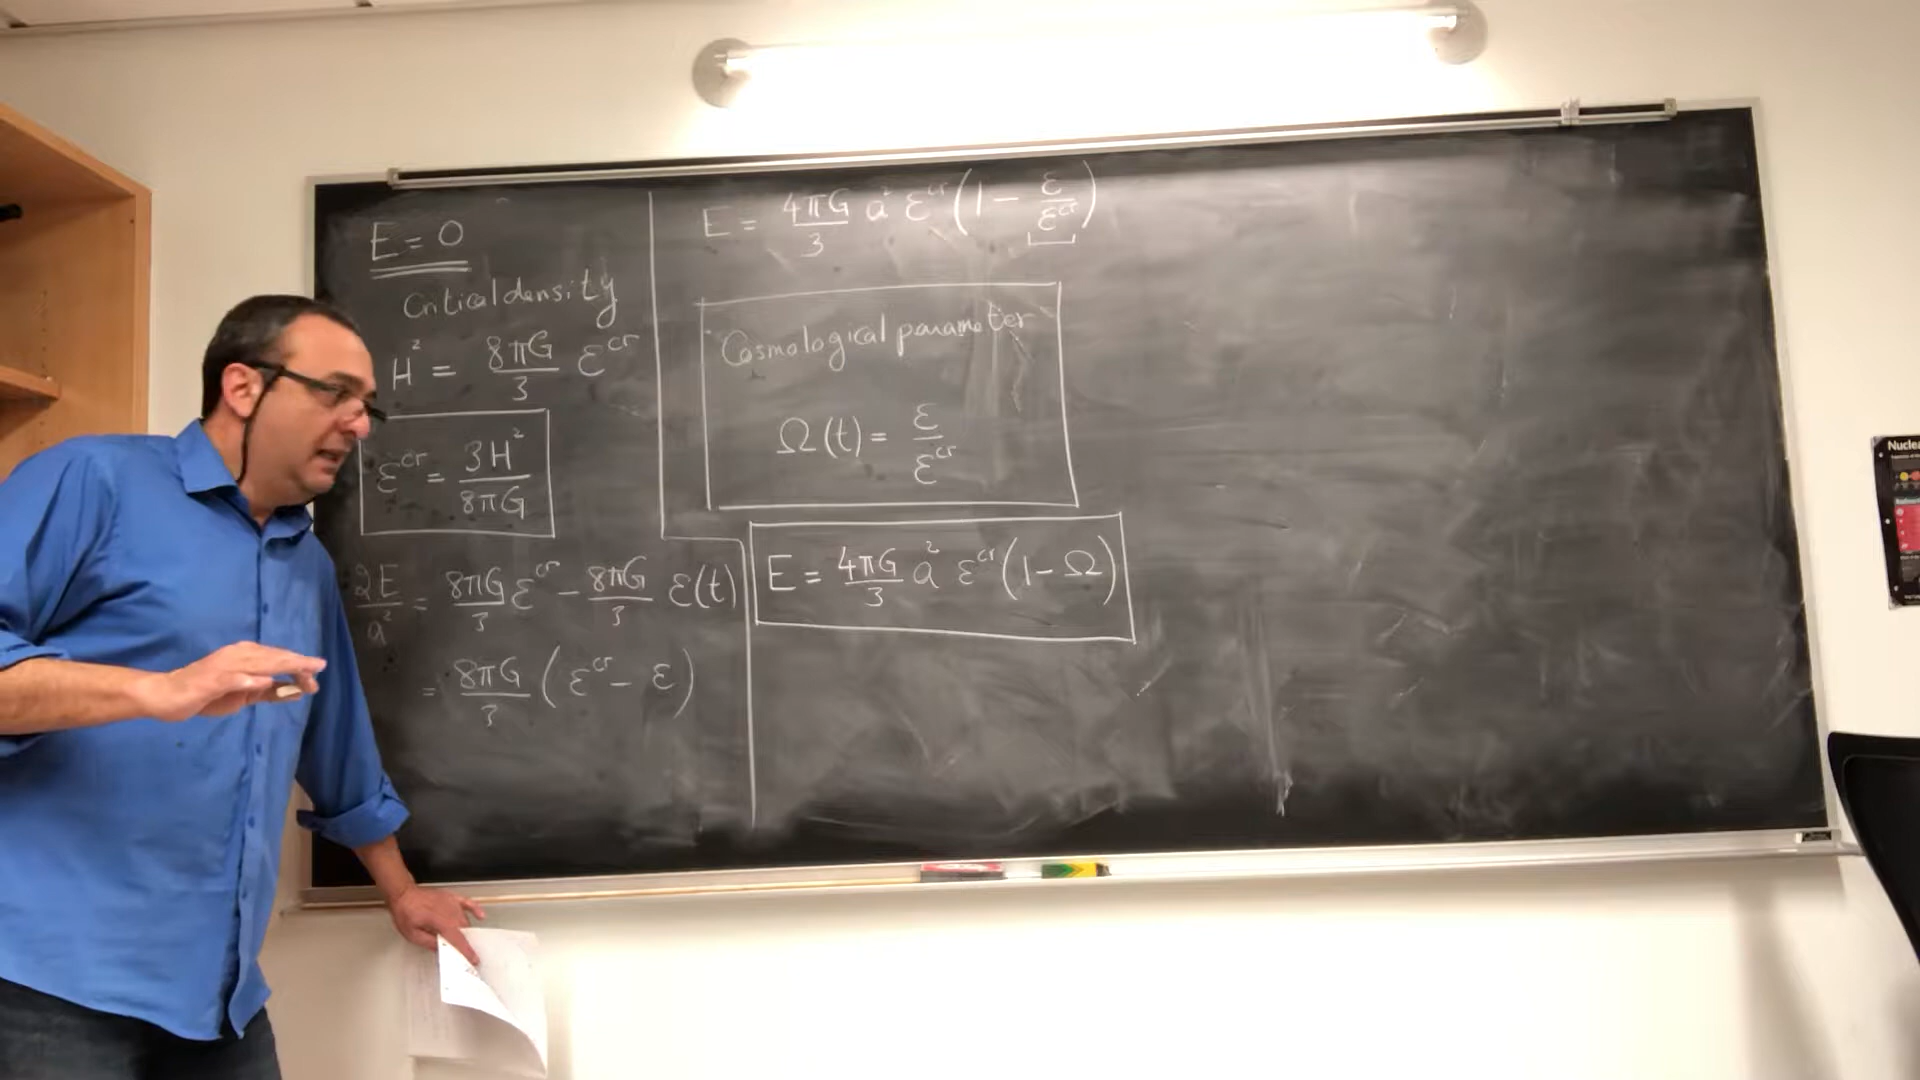 E = 0
Critical density
H² = 8πG/3 ε^cr
ε^cr = 3H²/8πG
2E/a² = 8πG/3 ε^cr − 8πG/3 ε(t)
= 8πG/3 (ε^cr − ε)
E = 4πG/3 a² ε^cr (1 − ε/ε^cr)
Cosmological parameter
Ω(t) = ε/ε^cr
E = 4πG/3 a² ε^cr (1 − Ω)
Nuclea